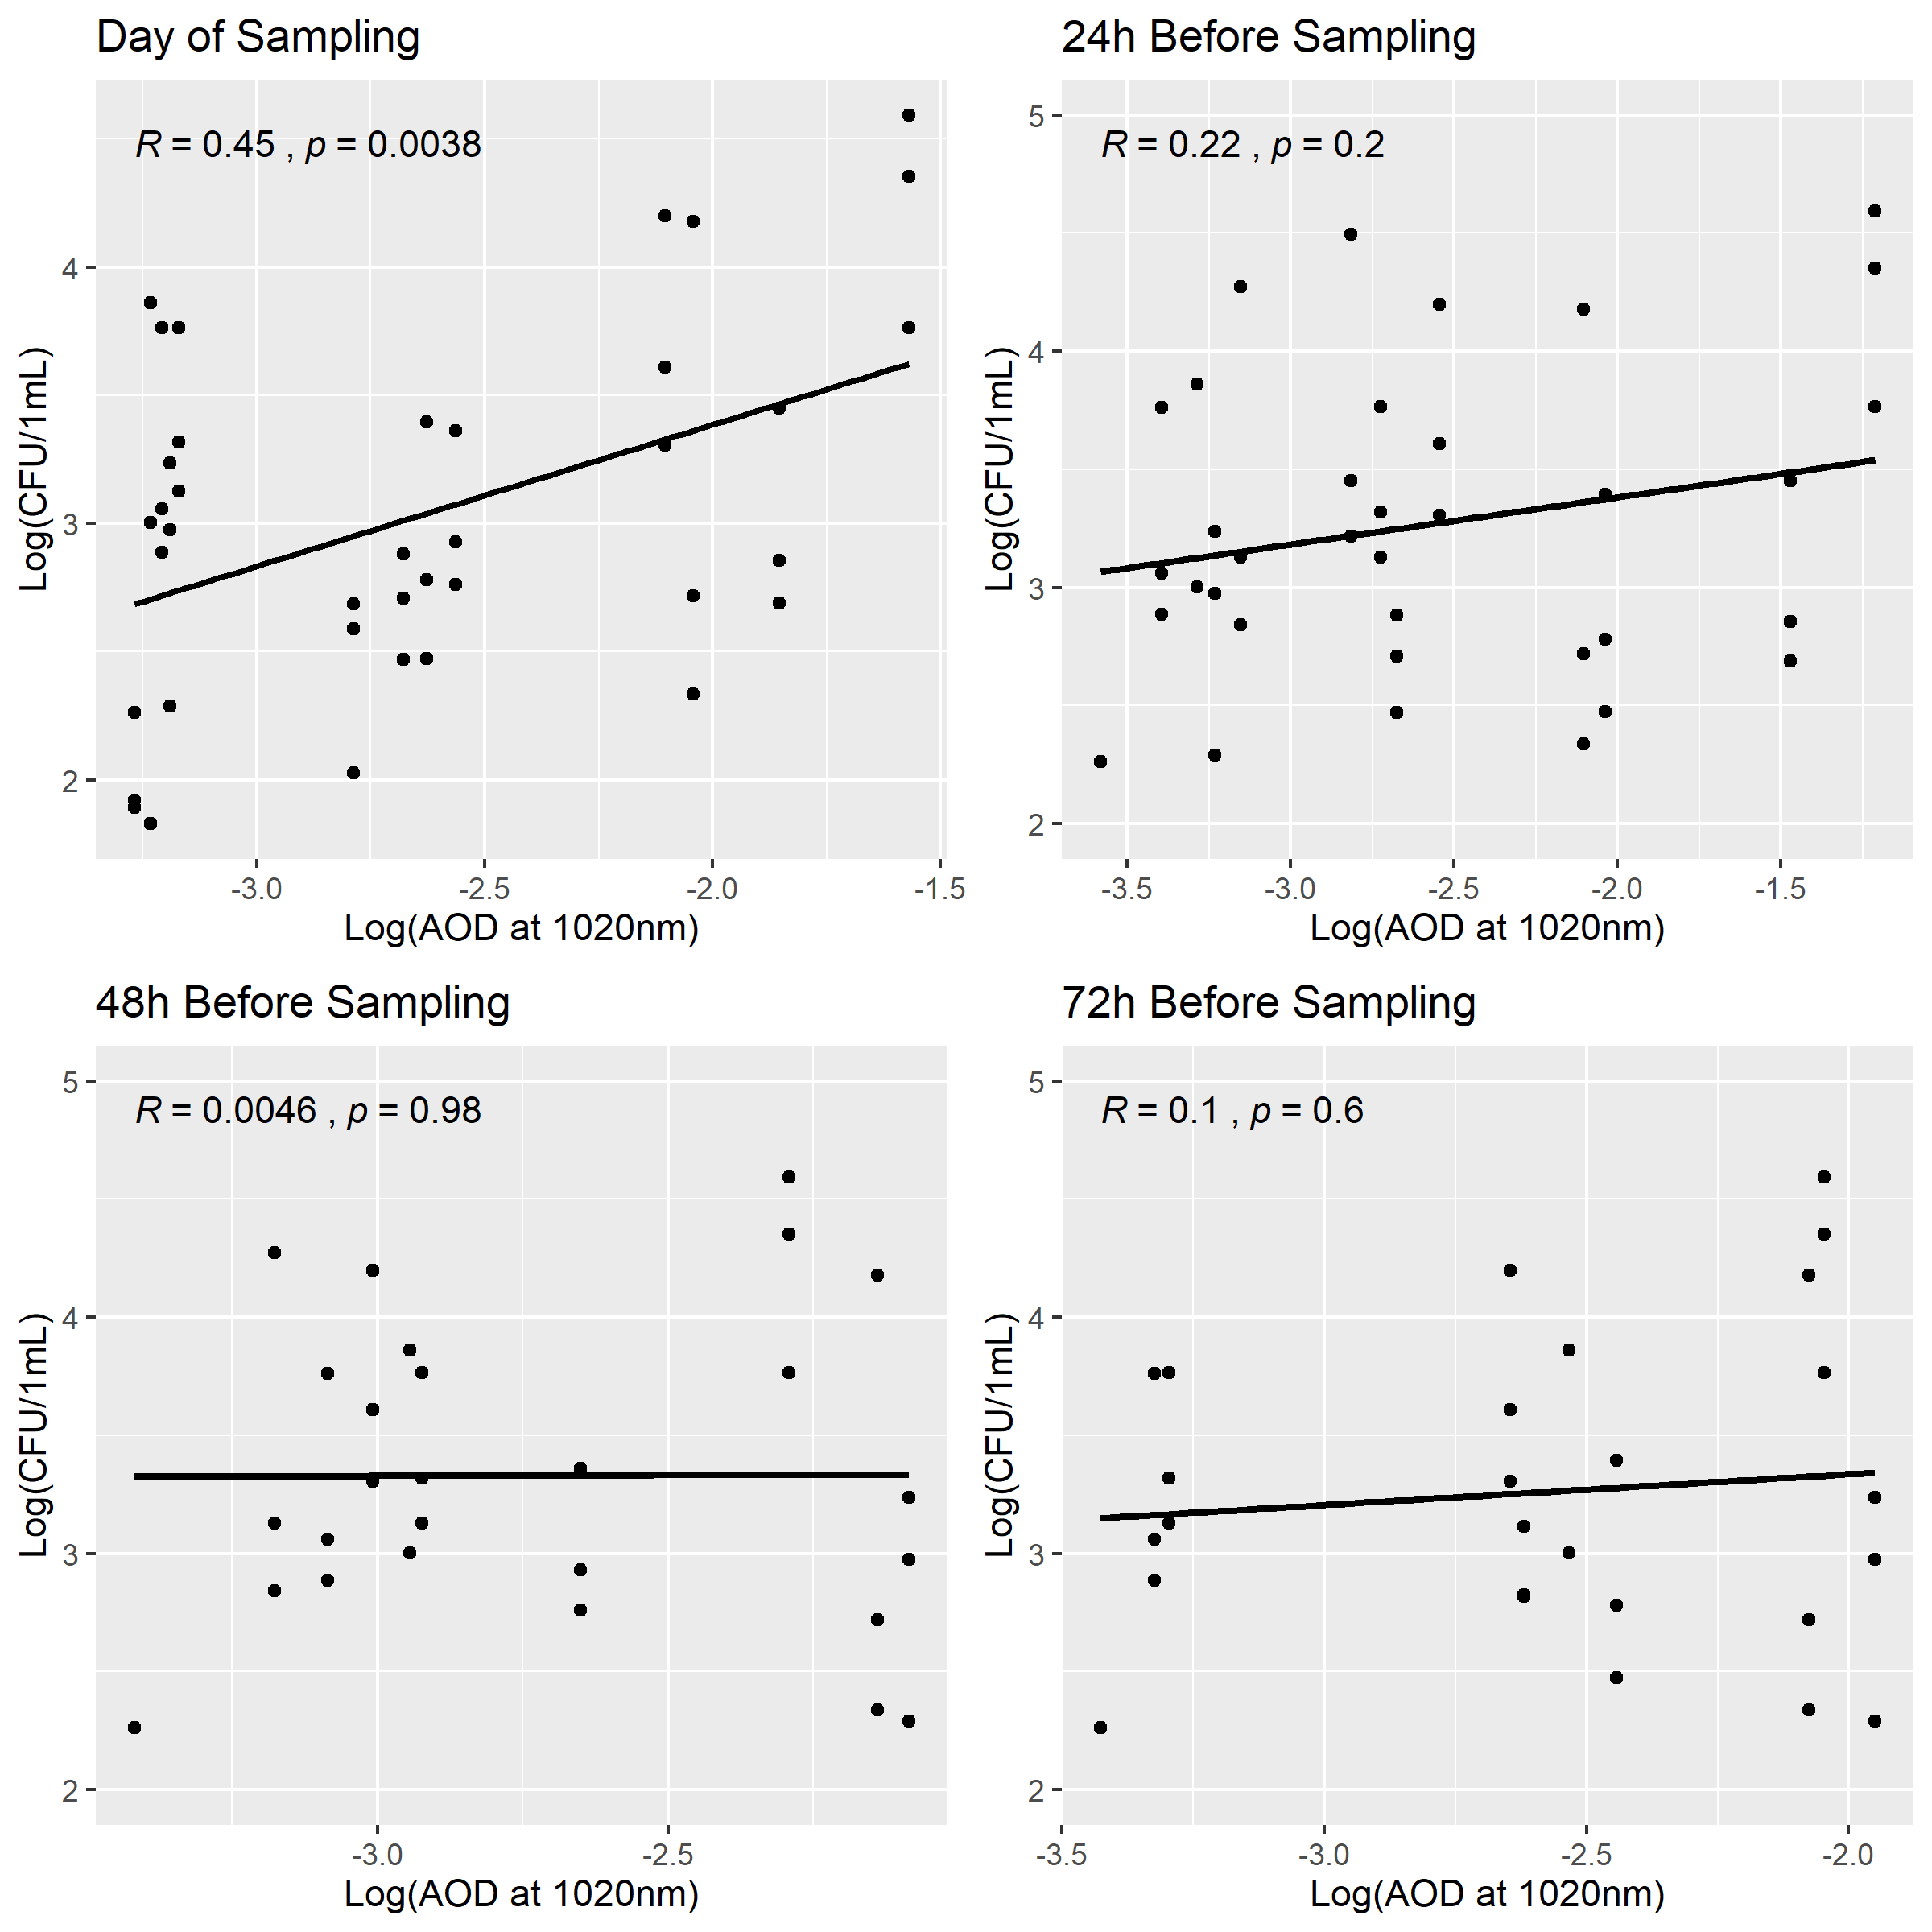 Day of Sampling
R = 0.45 , p = 0.0038
Log(CFU/1mL)
4
3
2
-3.0 -2.5 -2.0 -1.5
Log(AOD at 1020nm)
24h Before Sampling
R = 0.22 , p = 0.2
Log(CFU/1mL)
5
4
3
2
-3.5 -3.0 -2.5 -2.0 -1.5
Log(AOD at 1020nm)
48h Before Sampling
R = 0.0046 , p = 0.98
Log(CFU/1mL)
5
4
3
2
-3.0 -2.5
Log(AOD at 1020nm)
72h Before Sampling
R = 0.1 , p = 0.6
Log(CFU/1mL)
5
4
3
2
-3.5 -3.0 -2.5 -2.0
Log(AOD at 1020nm)